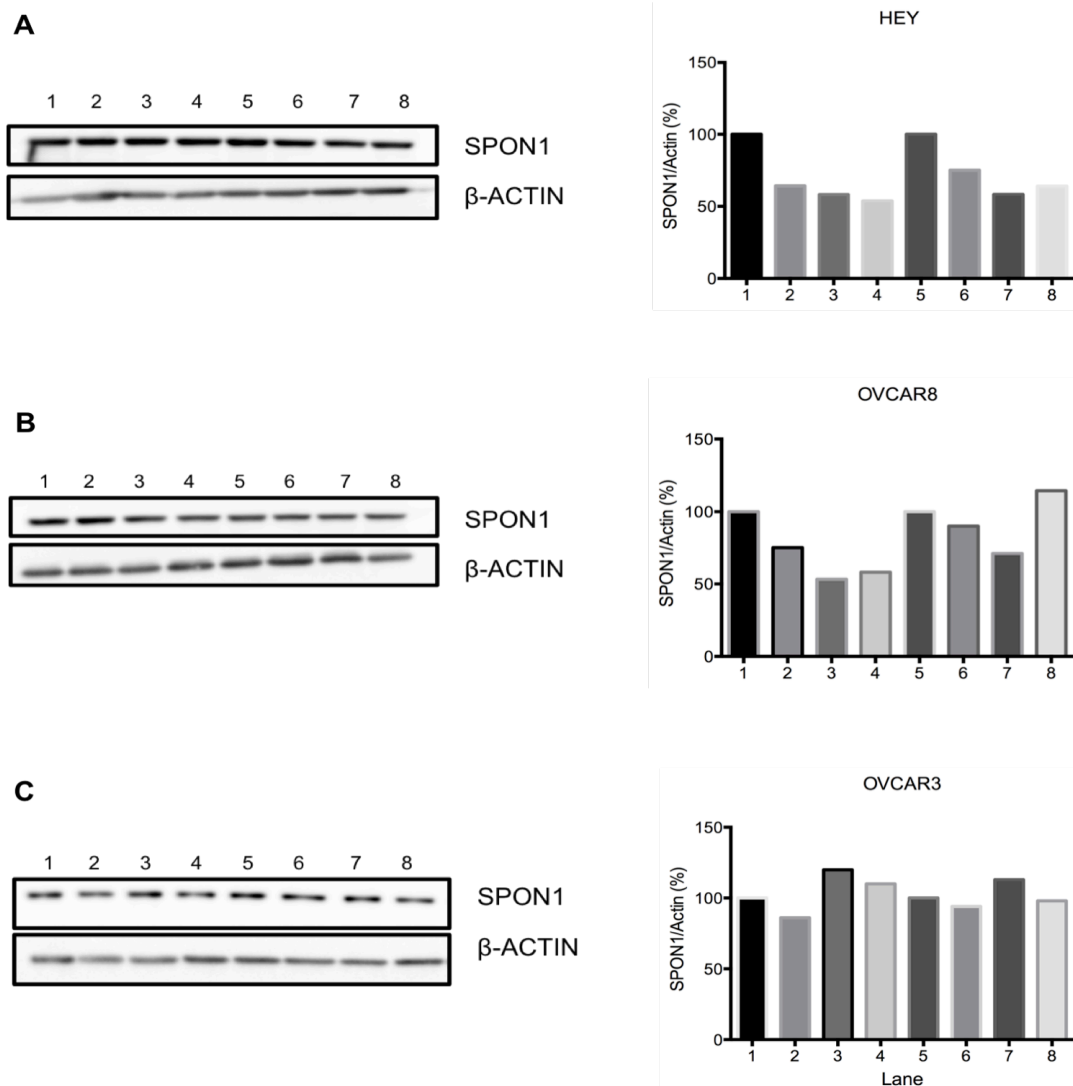 A
1 2 3 4 5 6 7 8
SPON1
β-ACTIN
HEY
SPON1/Actin (%)
150
100
50
0
1 2 3 4 5 6 7 8
B
1 2 3 4 5 6 7 8
SPON1
β-ACTIN
OVCAR8
SPON1/Actin (%)
150
100
50
0
1 2 3 4 5 6 7 8
C
1 2 3 4 5 6 7 8
SPON1
β-ACTIN
OVCAR3
SPON1/Actin (%)
150
100
50
0
1 2 3 4 5 6 7 8
Lane